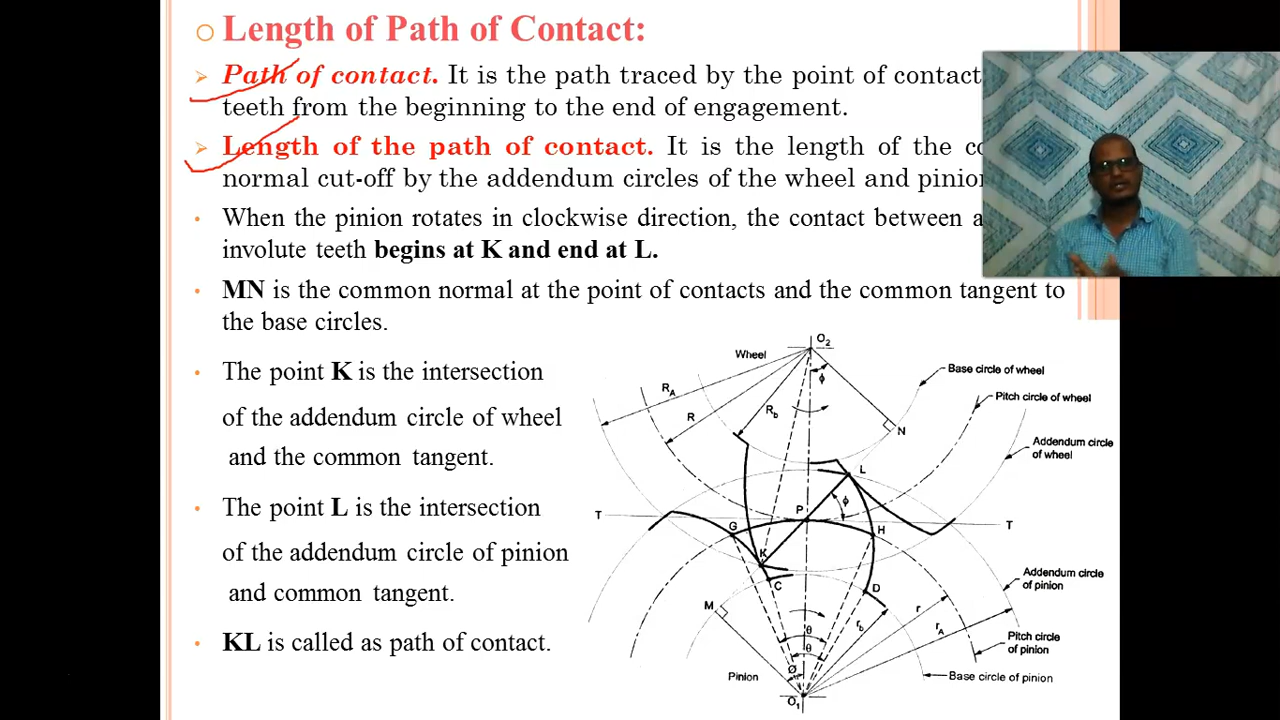 Length of Path of Contact:
Path of contact. It is the path traced by the point of contact
teeth from the beginning to the end of engagement.
Length of the path of contact. It is the length of the
normal cut-off by the addendum circles of the wheel and
When the pinion rotates in clockwise direction, the contact between a
involute teeth begins at K and end at L.
MN is the common normal at the point of contacts and the common tangent to
the base circles.
The point K is the intersection
of the addendum circle of wheel
and the common tangent.
The point L is the intersection
of the addendum circle of pinion
and common tangent.
KL is called as path of contact.
O2
Wheel
ϕ
Base circle of wheel
RA
Pitch circle of wheel
R
Rb
N
Addendum circle
of wheel
L
P
ϕ
T
T
G
H
K
C
D
Addendum circle
of pinion
M
r
rA
θ
rb
Pitch circle
of pinion
θ
Ø
Pinion
Base circle of pinion
O1